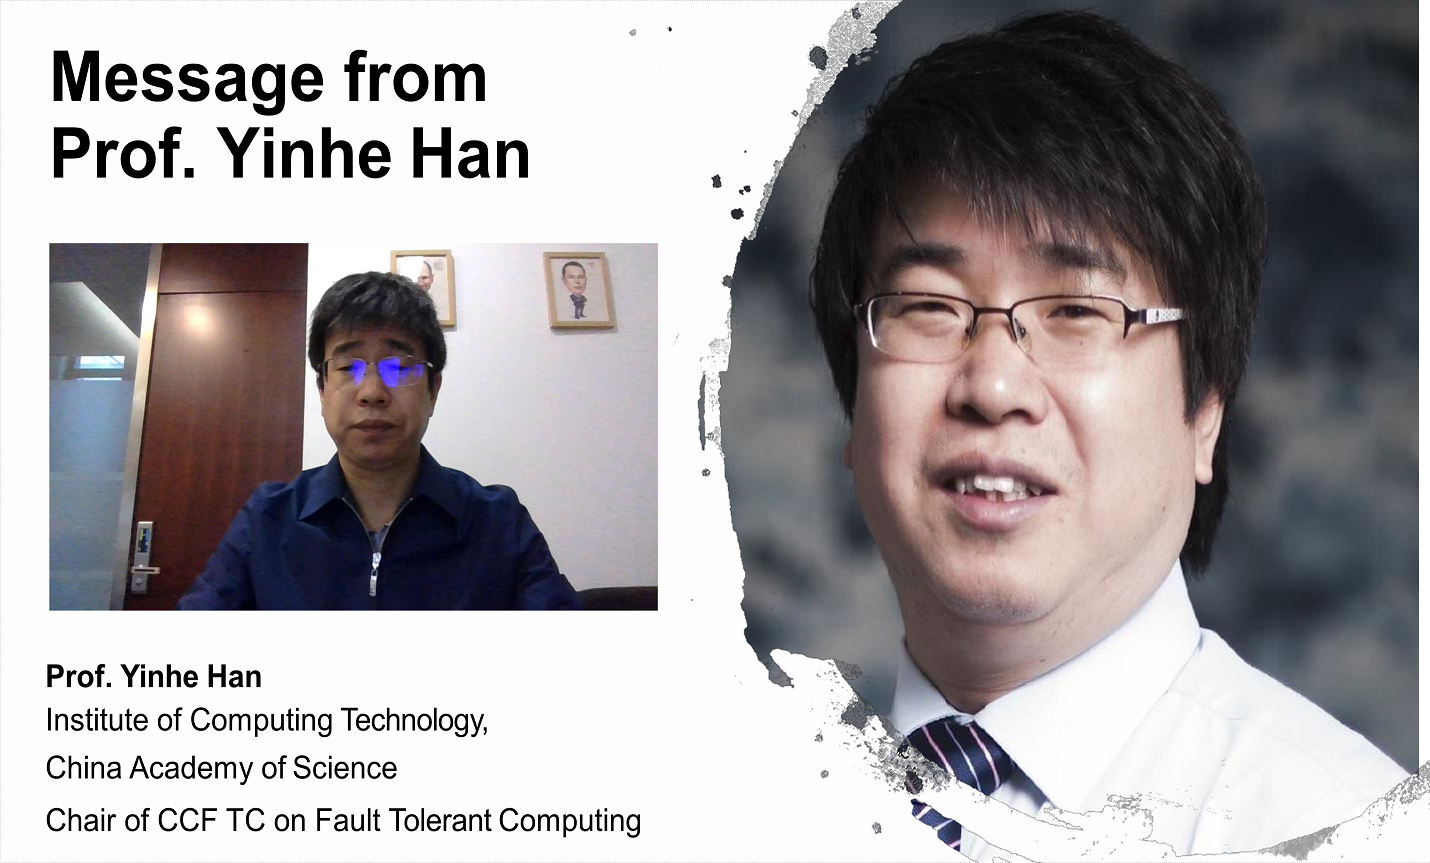 Message from
Prof. Yinhe Han
Prof. Yinhe Han
Institute of Computing Technology,
China Academy of Science
Chair of CCF TC on Fault Tolerant Computing